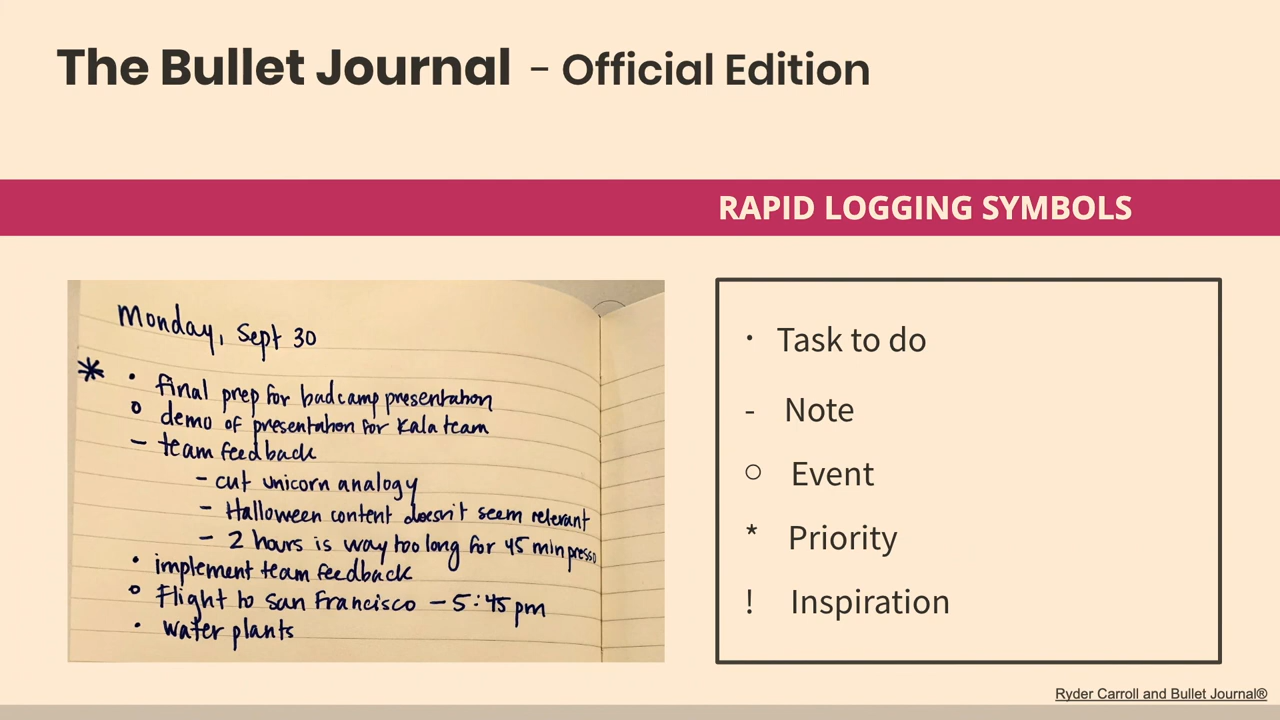 The Bullet Journal - Official Edition
RAPID LOGGING SYMBOLS
Monday, Sept 30
* • final prep for badcamp presentation
o demo of presentation for Kala team
- team feedback
- cut unicorn analogy
- Halloween content doesn't seem relevant
- 2 hours is way too long for 45 min presso
• implement team feedback
o Flight to San Francisco - 5:45 pm
• water plants
• Task to do
- Note
○ Event
* Priority
! Inspiration
Ryder Carroll and Bullet Journal®